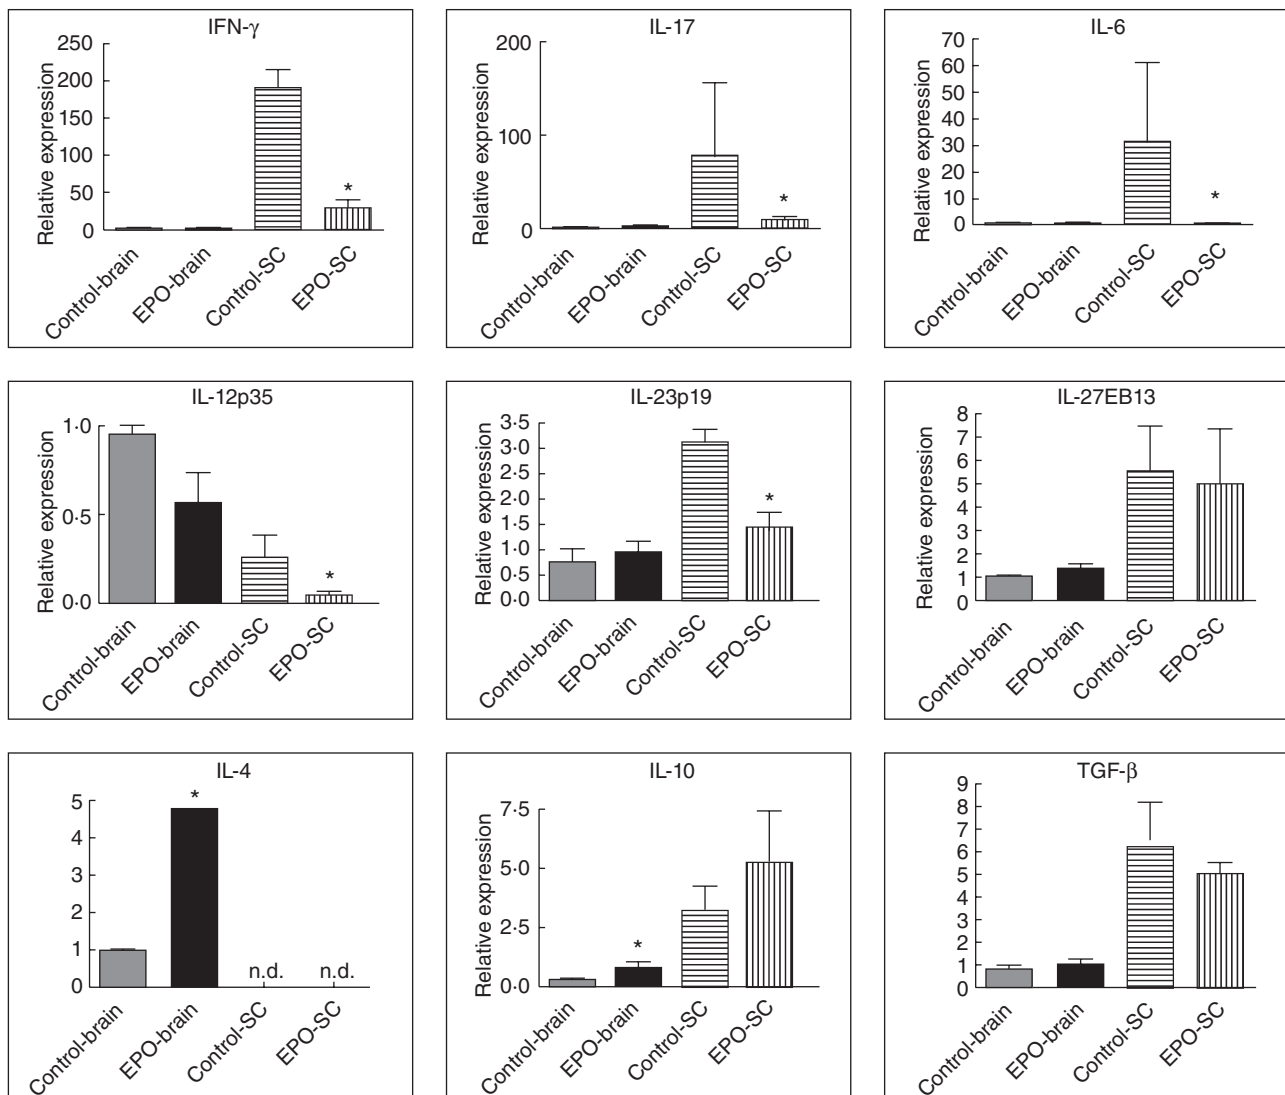 IFN-γ
Relative expression
250
200
150
100
50
0
*
Control-brain
EPO-brain
Control-SC
EPO-SC
IL-17
Relative expression
200
100
0
*
Control-brain
EPO-brain
Control-SC
EPO-SC
IL-6
Relative expression
70
60
50
40
30
20
10
0
*
Control-brain
EPO-brain
Control-SC
EPO-SC
IL-12p35
Relative expression
1·0
0·5
0·0
*
Control-brain
EPO-brain
Control-SC
EPO-SC
IL-23p19
Relative expression
3·5
3·0
2·5
2·0
1·5
1·0
0·5
0·0
*
Control-brain
EPO-brain
Control-SC
EPO-SC
IL-27EB13
Relative expression
8
7
6
5
4
3
2
1
0
Control-brain
EPO-brain
Control-SC
EPO-SC
IL-4
5
4
3
2
1
0
*
n.d.
n.d.
Control-brain
EPO-brain
Control-SC
EPO-SC
IL-10
Relative expression
7·5
5·0
2·5
0·0
*
Control-brain
EPO-brain
Control-SC
EPO-SC
TGF-β
9
8
7
6
5
4
3
2
1
0
Control-brain
EPO-brain
Control-SC
EPO-SC